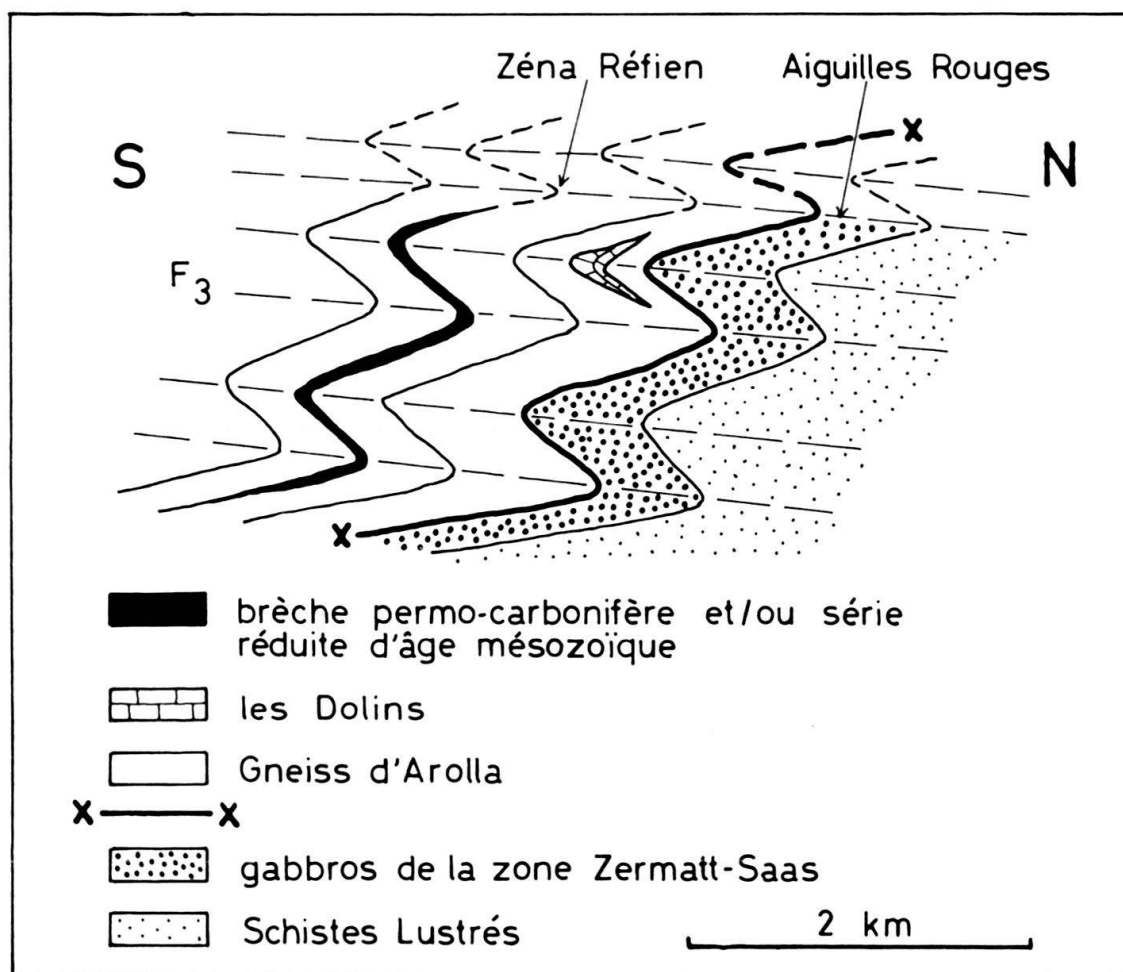 Zéna Réfien
Aiguilles Rouges
X
S
N
F3
X
brèche permo-carbonifère et/ou série
réduite d'âge mésozoïque
les Dolins
Gneiss d'Arolla
X X
gabbros de la zone Zermatt-Saas
Schistes Lustrés
2 km